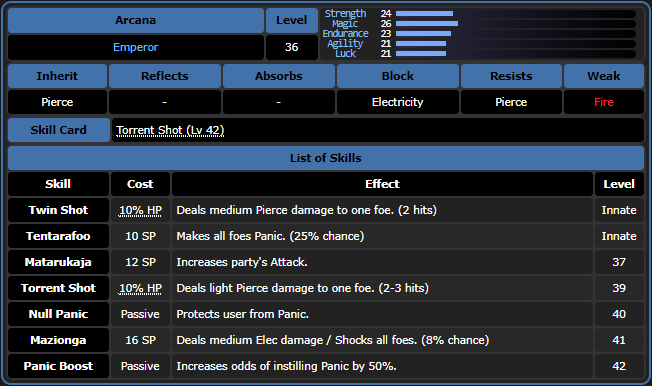 Arcana Level
Emperor 36
Strength 24
Magic 26
Endurance 23
Agility 21
Luck 21
Inherit Reflects Absorbs Block Resists Weak
Pierce - - Electricity Pierce Fire
Skill Card Torrent Shot (Lv 42)
List of Skills
Skill Cost Effect Level
Twin Shot 10% HP Deals medium Pierce damage to one foe. (2 hits) Innate
Tentarafoo 10 SP Makes all foes Panic. (25% chance) Innate
Matarukaja 12 SP Increases party's Attack. 37
Torrent Shot 10% HP Deals light Pierce damage to one foe. (2-3 hits) 39
Null Panic Passive Protects user from Panic. 40
Mazionga 16 SP Deals medium Elec damage / Shocks all foes. (8% chance) 41
Panic Boost Passive Increases odds of instilling Panic by 50%. 42